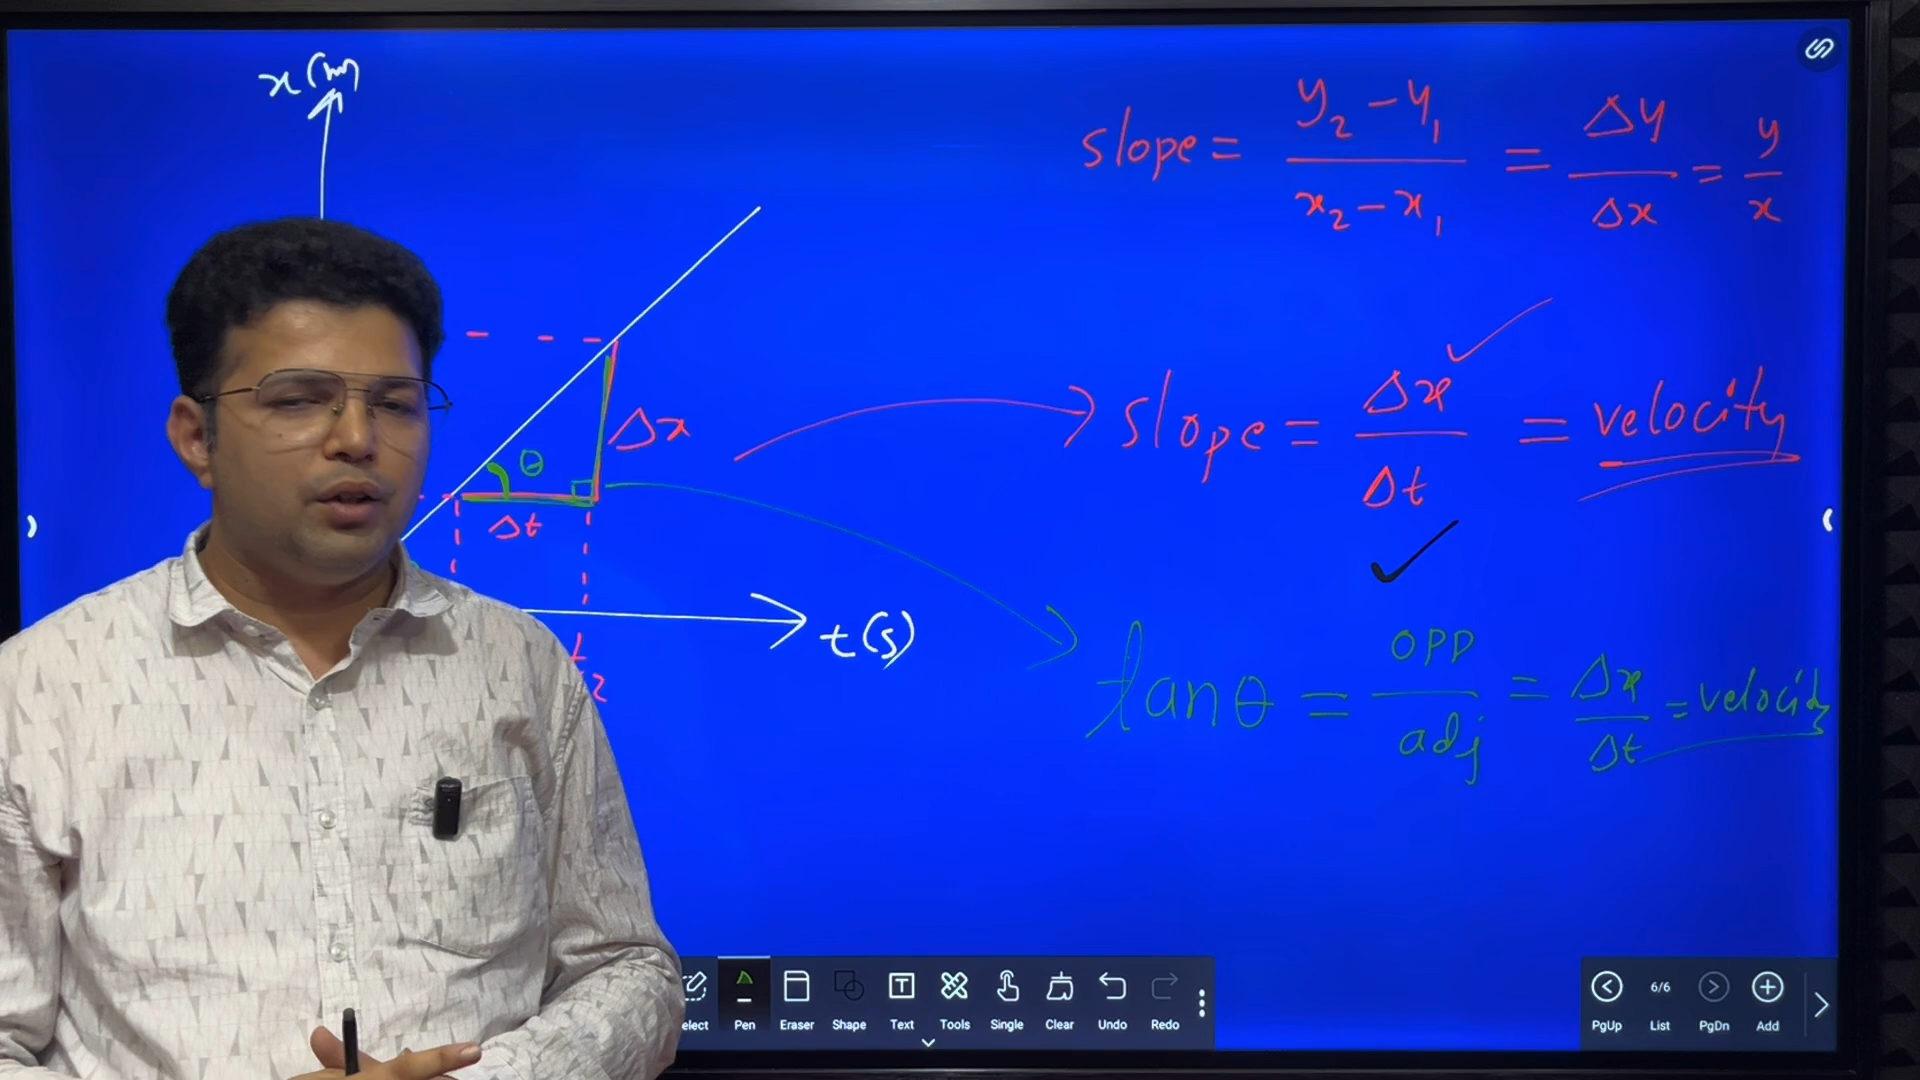 x (m)
slope = y₂ - y₁ / x₂ - x₁ = Δy / Δx = y / x
Δx
θ
Δt
slope = Δx / Δt = velocity
t (s)
2
tanθ = opp / adj = Δx / Δt = velocity
elect Pen Eraser Shape Text Tools Single Clear Undo Redo
6/6
PgUp List PgDn Add